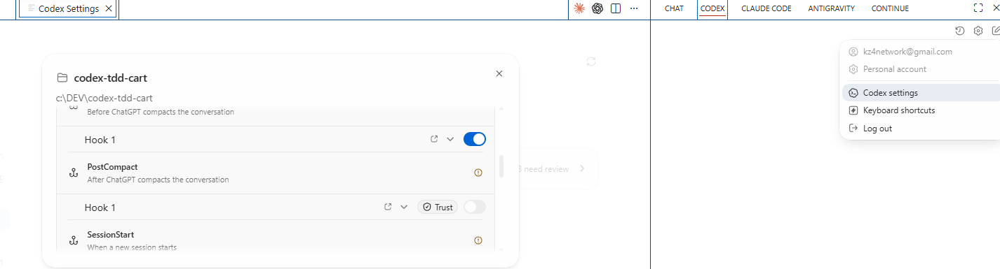 Codex Settings
CHAT CODEX CLAUDE CODE ANTIGRAVITY CONTINUE
codex-tdd-cart
c:\DEV\codex-tdd-cart
Before ChatGPT compacts the conversation
Hook 1
PostCompact
After ChatGPT compacts the conversation
Hook 1
Trust
SessionStart
When a new session starts
need review
kz4network@gmail.com
Personal account
Codex settings
Keyboard shortcuts
Log out